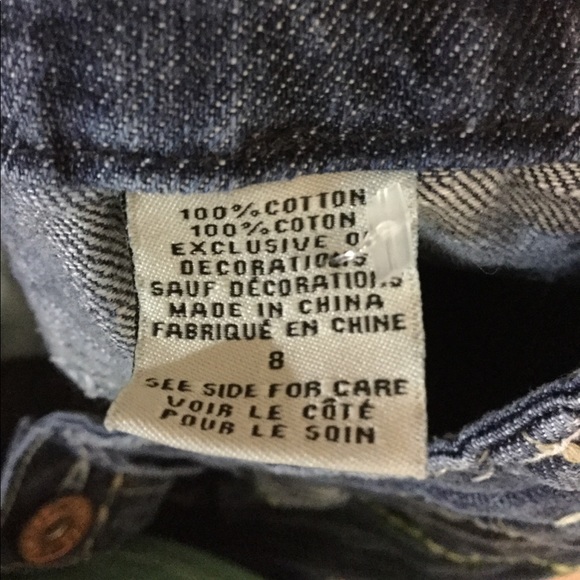 100% COTTON
100% COTON
EXCLUSIVE
DECORATIONS
SAUF DÉCORATIONS
MADE IN CHINA
FABRIQUÉ EN CHINE
8
SEE SIDE FOR CARE
VOIR LE CÔTÉ
POUR LE SOIN